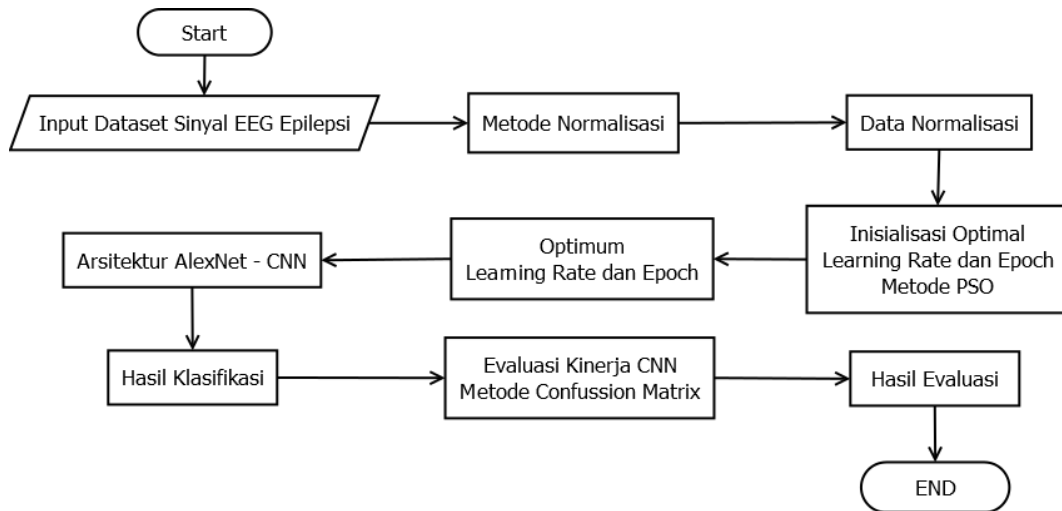 Start
Input Dataset Sinyal EEG Epilepsi
Metode Normalisasi
Data Normalisasi
Inisialisasi Optimal
Learning Rate dan Epoch
Metode PSO
Optimum
Learning Rate dan Epoch
Arsitektur AlexNet - CNN
Hasil Klasifikasi
Evaluasi Kinerja CNN
Metode Confussion Matrix
Hasil Evaluasi
END